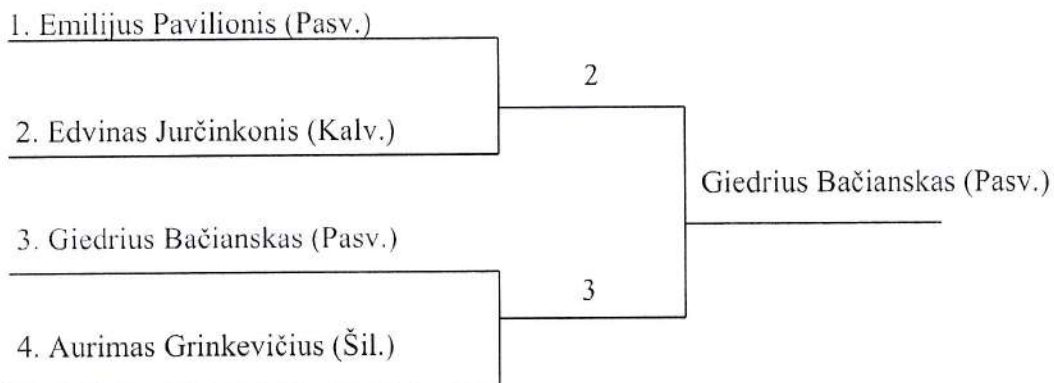 1. Emilijus Pavilionis (Pasv.)
2
2. Edvinas Jurčinkonis (Kalv.)
Giedrius Bačianskas (Pasv.)
3. Giedrius Bačianskas (Pasv.)
3
4. Aurimas Grinkevičius (Šil.)